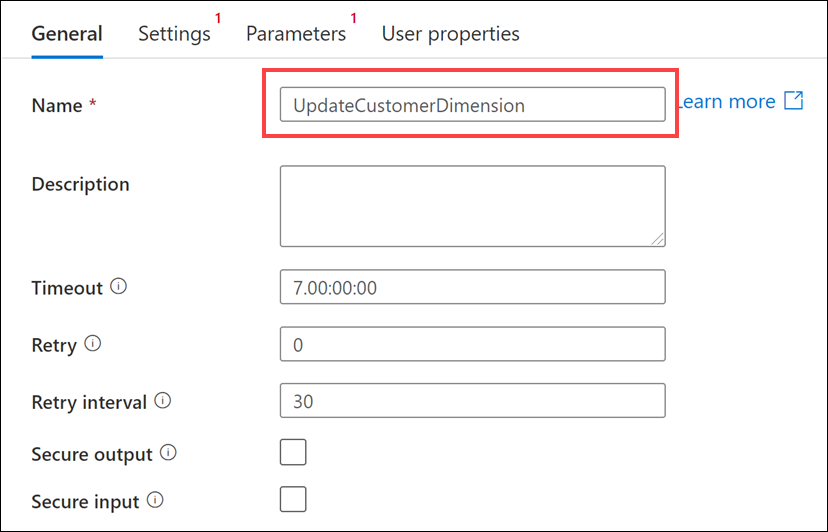 General Settings 1 Parameters 1 User properties
Name * UpdateCustomerDimension Learn more
Description
Timeout 7.00:00:00
Retry 0
Retry interval 30
Secure output
Secure input